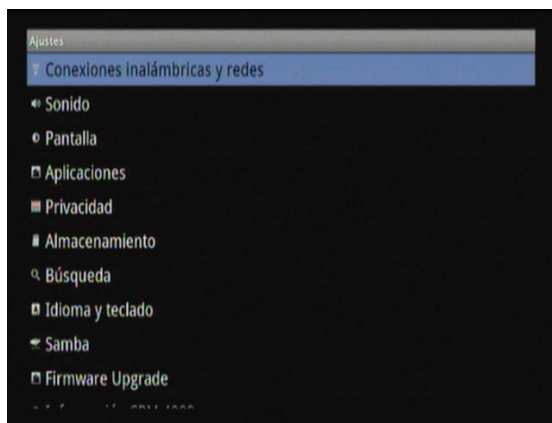 Ajustes
Conexiones inalámbricas y redes
Sonido
Pantalla
Aplicaciones
Privacidad
Almacenamiento
Búsqueda
Idioma y teclado
Samba
Firmware Upgrade